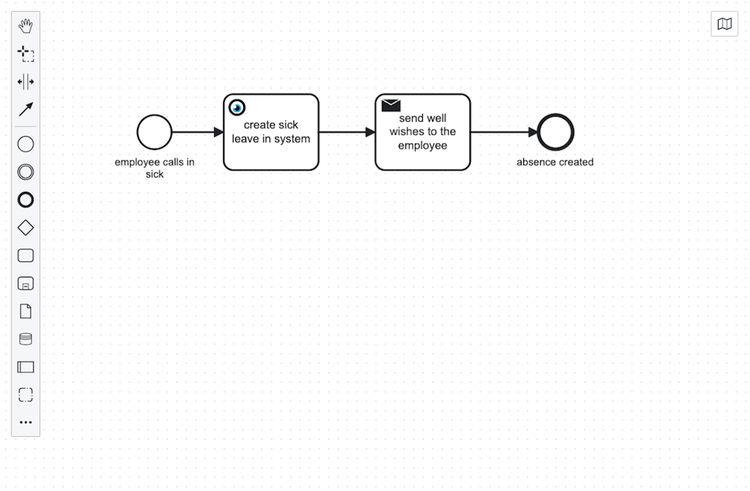 create sick
leave in system
send well
wishes to the
employee
employee calls in
sick
absence created